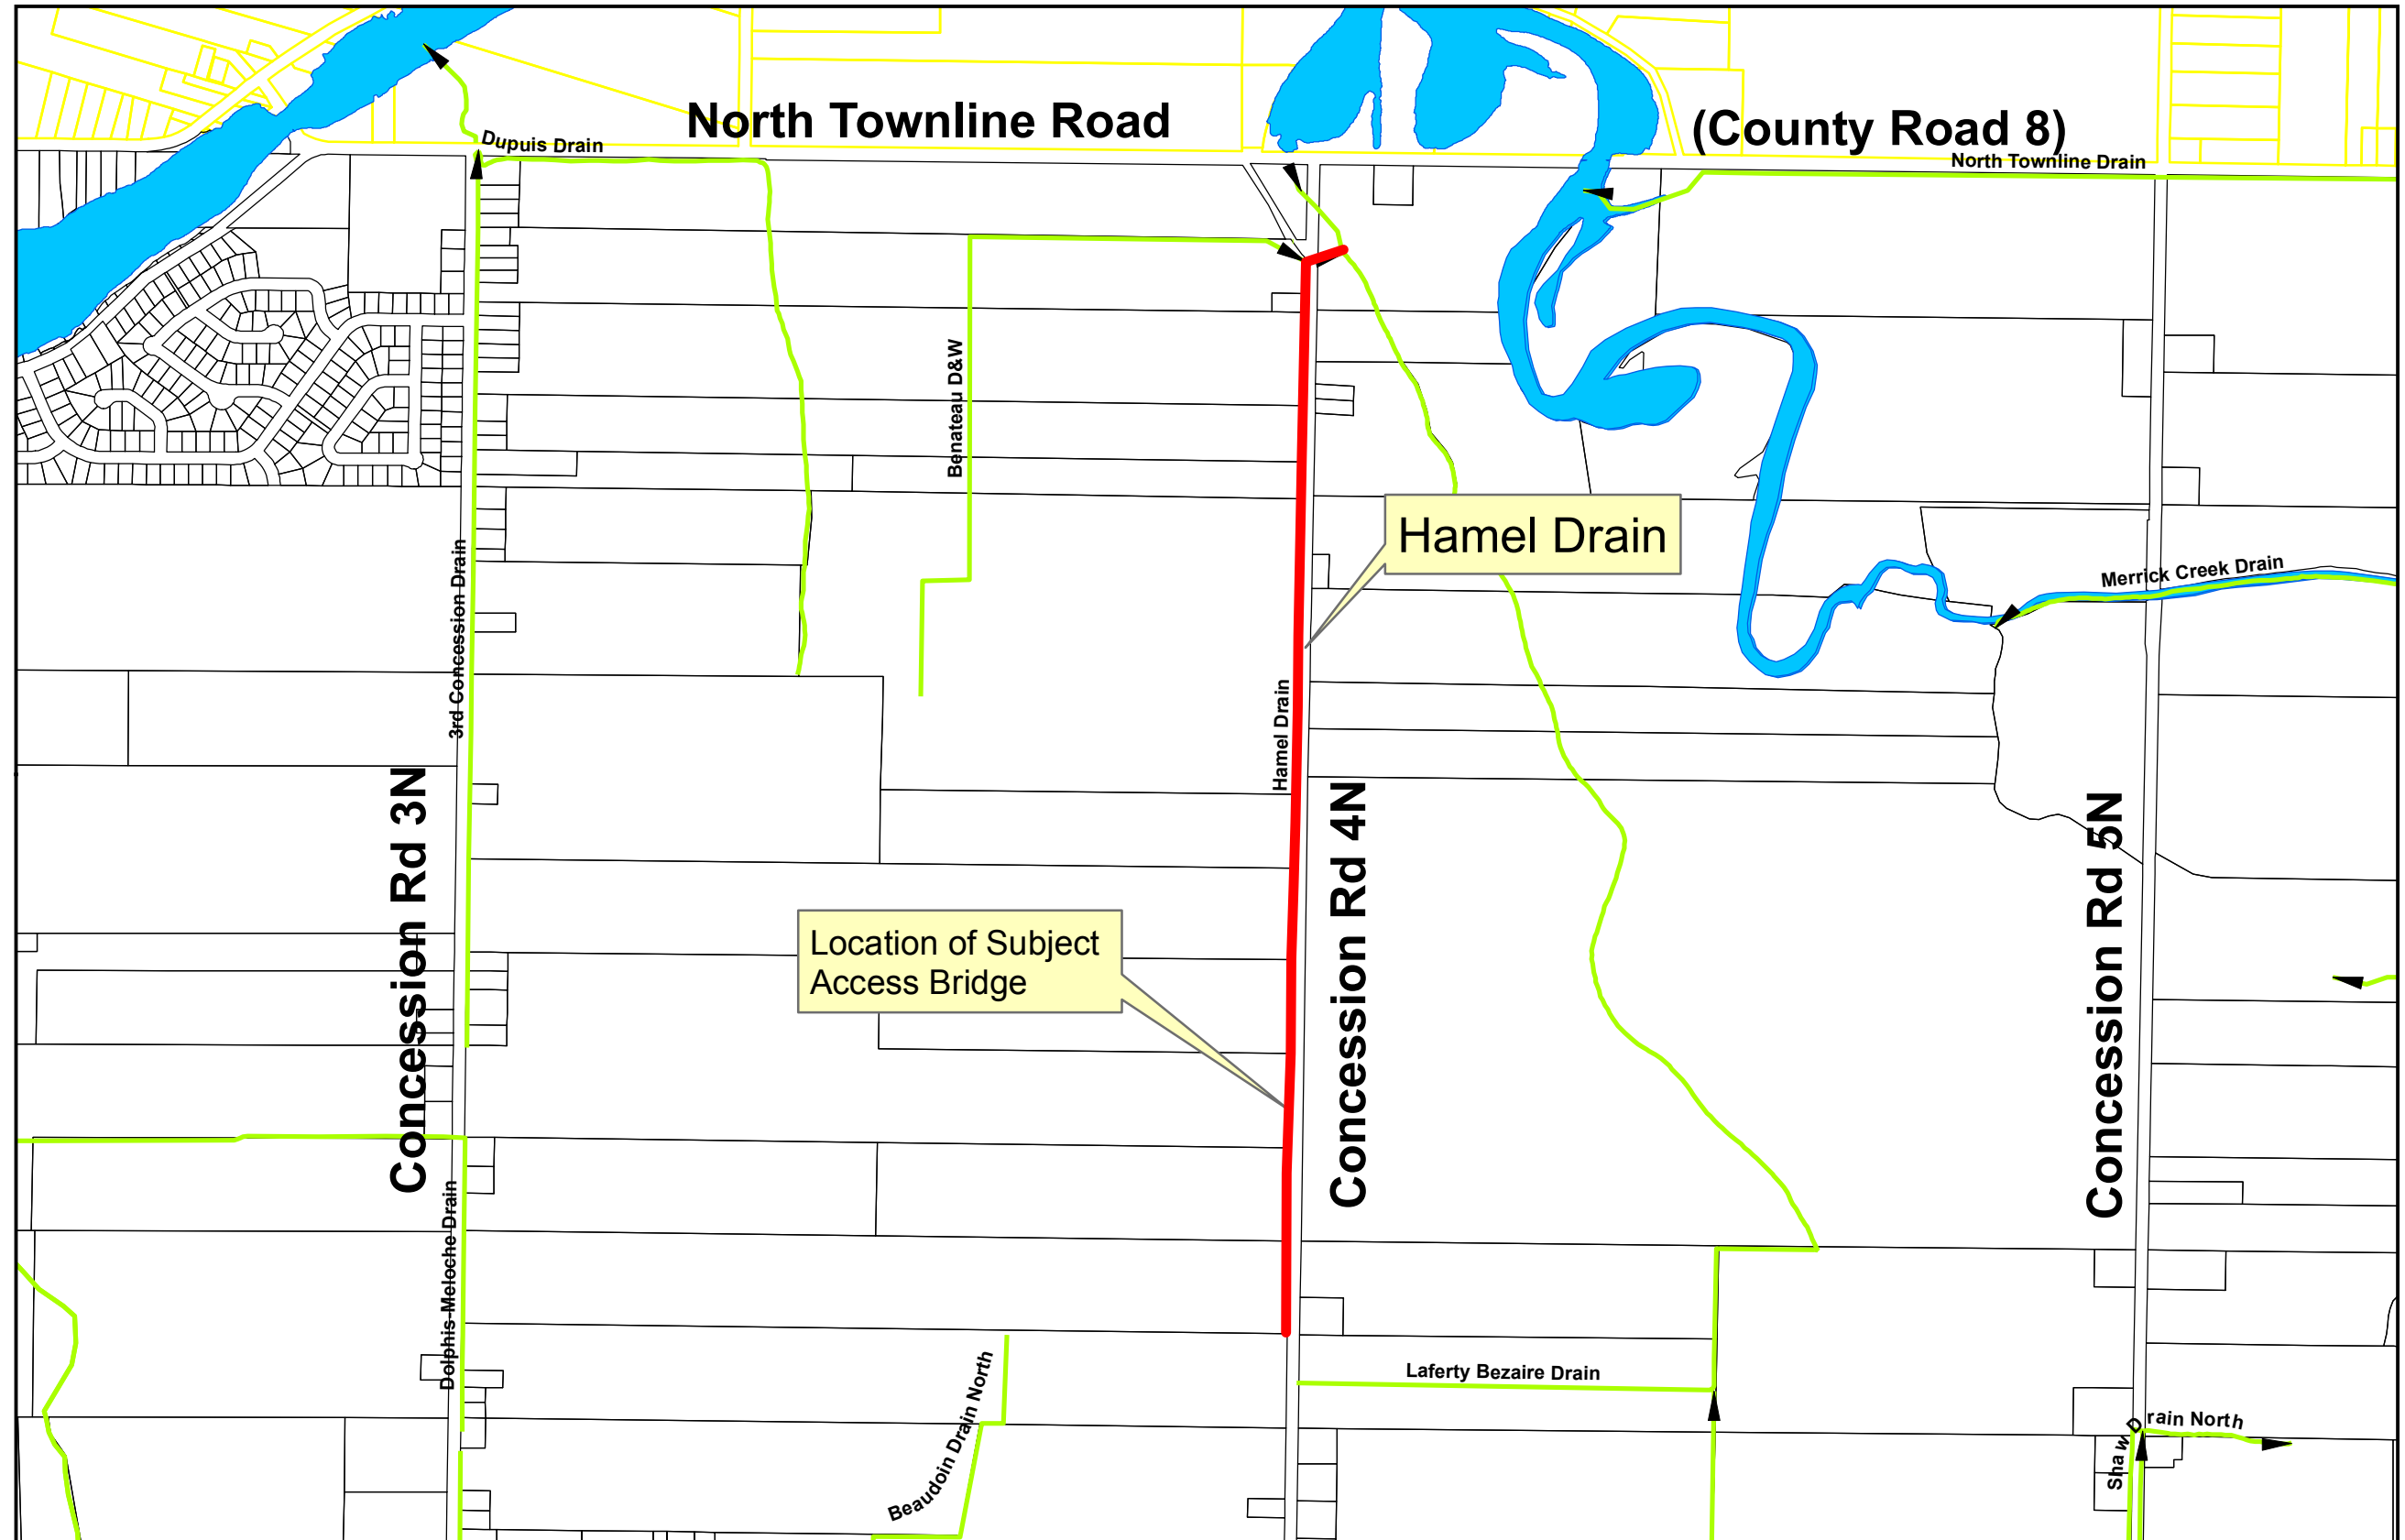 North Townline Road
(County Road 8)
Dupuis Drain
North Townline Drain
Benateau D&W
Hamel Drain
3rd Concession Drain
Merrick Creek Drain
Hamel Drain
Concession Rd 3N
Concession Rd 4N
Concession Rd 5N
Location of Subject
Access Bridge
Dolphis-Meloche Drain
Beaudoin Drain North
Laferty Bezaire Drain
Shaw Drain North